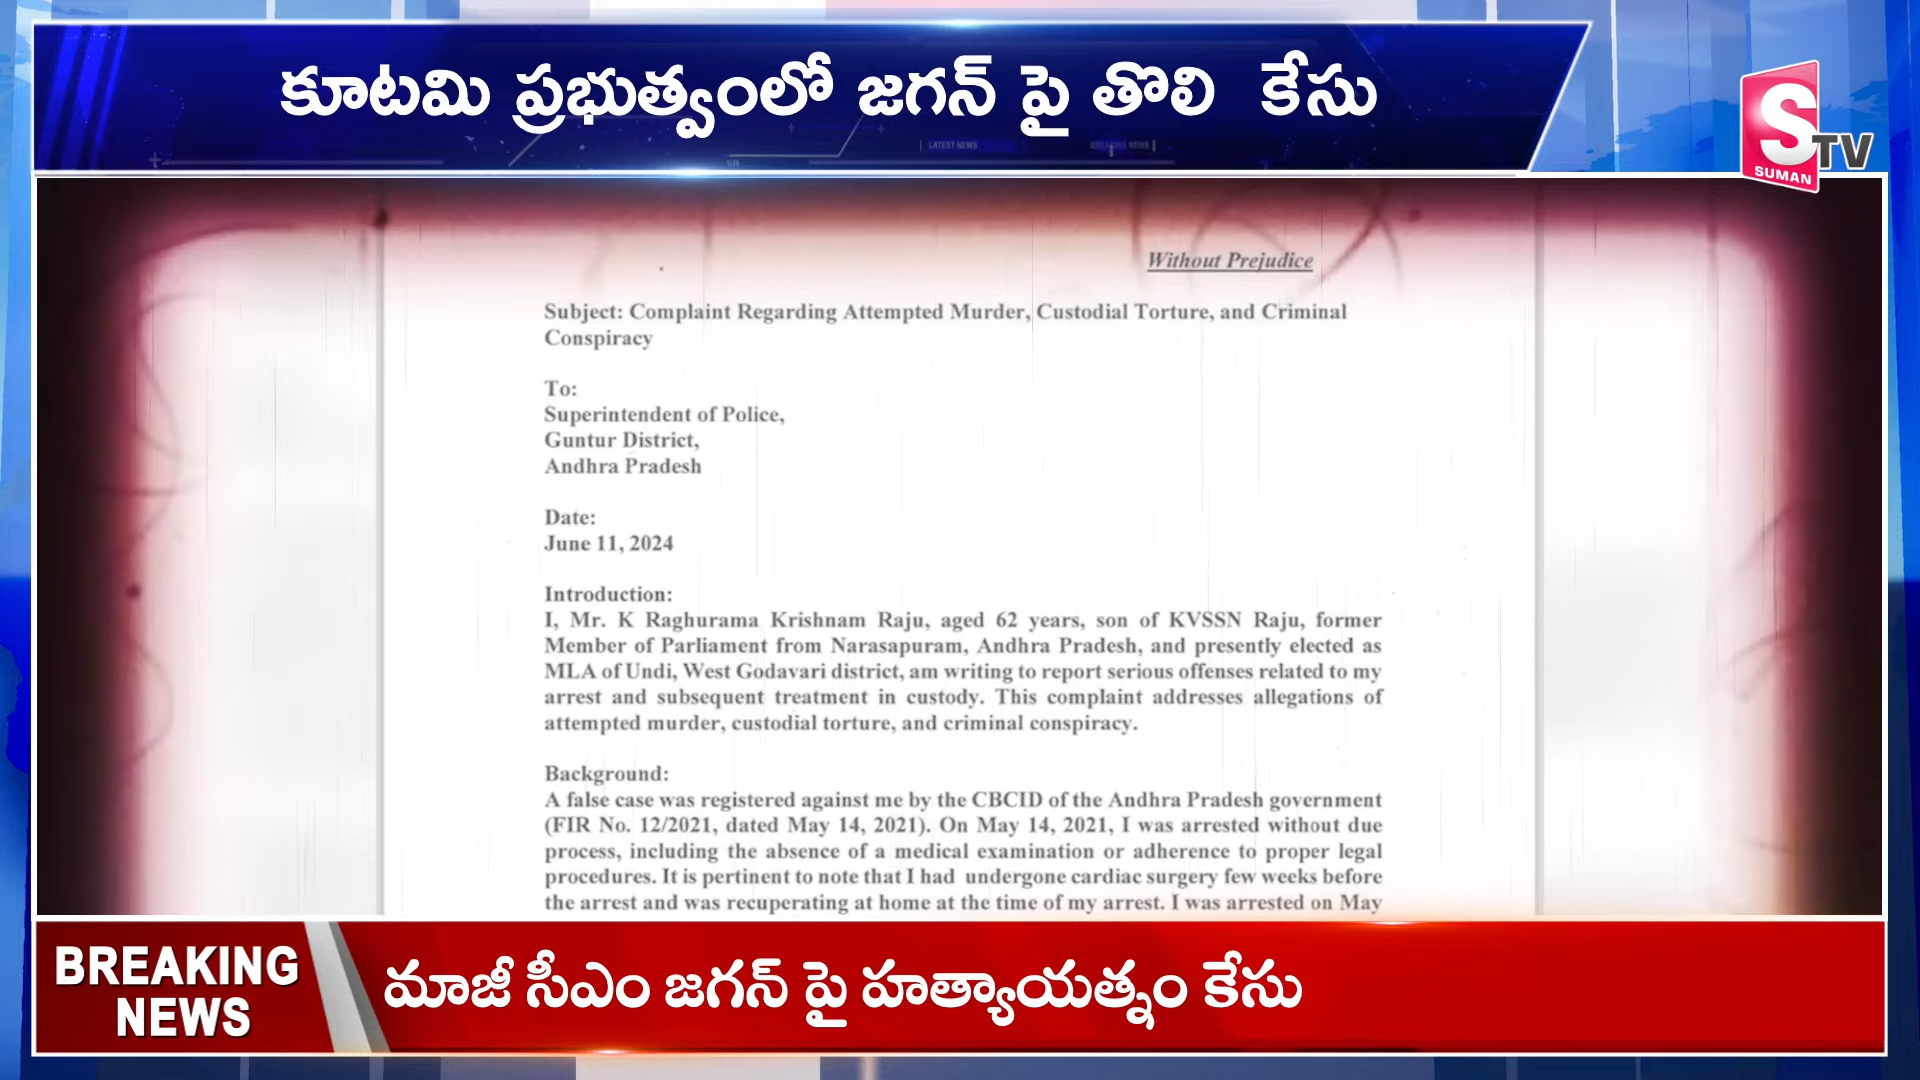 కూటమి ప్రభుత్వంలో జగన్ పై తొలి కేసు
LATEST NEWS
BREAKING NEWS
S TV
SUMAN
Without Prejudice
Subject: Complaint Regarding Attempted Murder, Custodial Torture, and Criminal
Conspiracy
To:
Superintendent of Police,
Guntur District,
Andhra Pradesh
Date:
June 11, 2024
Introduction:
I, Mr. K Raghurama Krishnam Raju, aged 62 years, son of KVSSN Raju, former
Member of Parliament from Narasapuram, Andhra Pradesh, and presently elected as
MLA of Undi, West Godavari district, am writing to report serious offenses related to my
arrest and subsequent treatment in custody. This complaint addresses allegations of
attempted murder, custodial torture, and criminal conspiracy.
Background:
A false case was registered against me by the CBCID of the Andhra Pradesh government
(FIR No. 12/2021, dated May 14, 2021). On May 14, 2021, I was arrested without due
process, including the absence of a medical examination or adherence to proper legal
procedures. It is pertinent to note that I had undergone cardiac surgery few weeks before
the arrest and was recuperating at home at the time of my arrest. I was arrested on May
BREAKING
NEWS
మాజీ సీఎం జగన్ పై హత్యాయత్నం కేసు